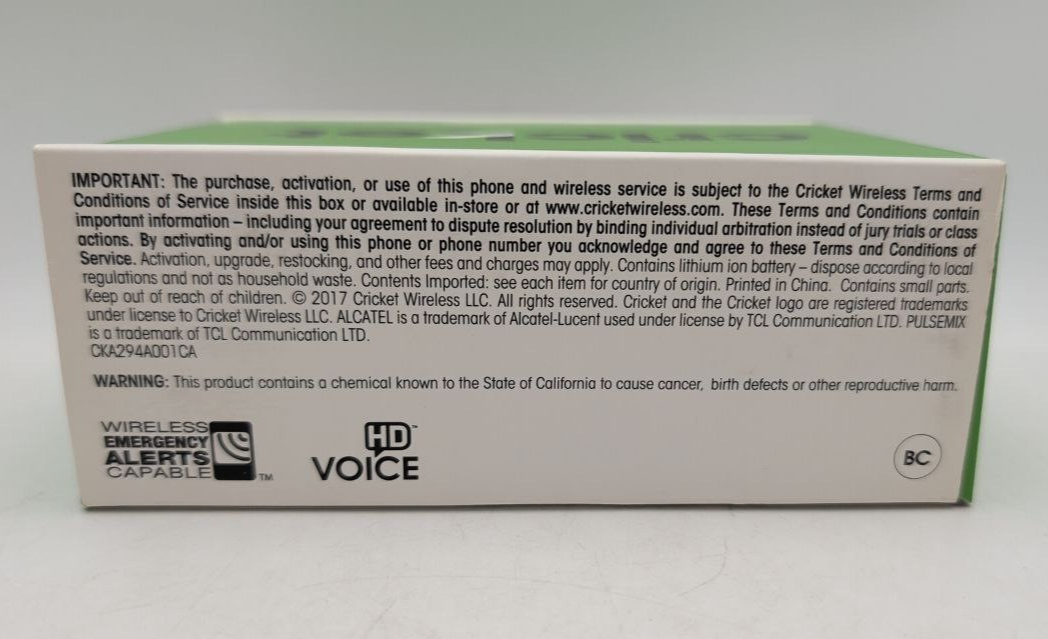 cricket
IMPORTANT: The purchase, activation, or use of this phone and wireless service is subject to the Cricket Wireless Terms and
Conditions of Service inside this box or available in-store or at www.cricketwireless.com. These Terms and Conditions contain
important information – including your agreement to dispute resolution by binding individual arbitration instead of jury trials or class
actions. By activating and/or using this phone or phone number you acknowledge and agree to these Terms and Conditions of
Service. Activation, upgrade, restocking, and other fees and charges may apply. Contains lithium ion battery – dispose according to local
regulations and not as household waste. Contents Imported: see each item for country of origin. Printed in China. Contains small parts.
Keep out of reach of children. © 2017 Cricket Wireless LLC. All rights reserved. Cricket and the Cricket logo are registered trademarks
under license to Cricket Wireless LLC. ALCATEL is a trademark of Alcatel-Lucent used under license by TCL Communication LTD. PULSEMIX
is a trademark of TCL Communication LTD.
CKA294A001CA
WARNING: This product contains a chemical known to the State of California to cause cancer, birth defects or other reproductive harm.
WIRELESS
EMERGENCY
ALERTS
CAPABLE TM
HD™
VOICE
BC